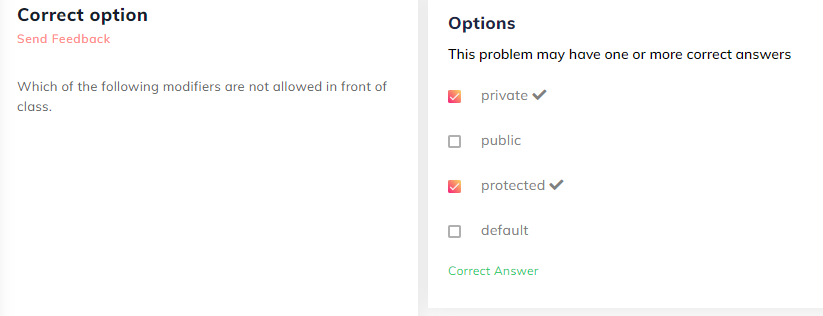 Correct option
Send Feedback
Which of the following modifiers are not allowed in front of
class.
Options
This problem may have one or more correct answers
private
public
protected
default
Correct Answer